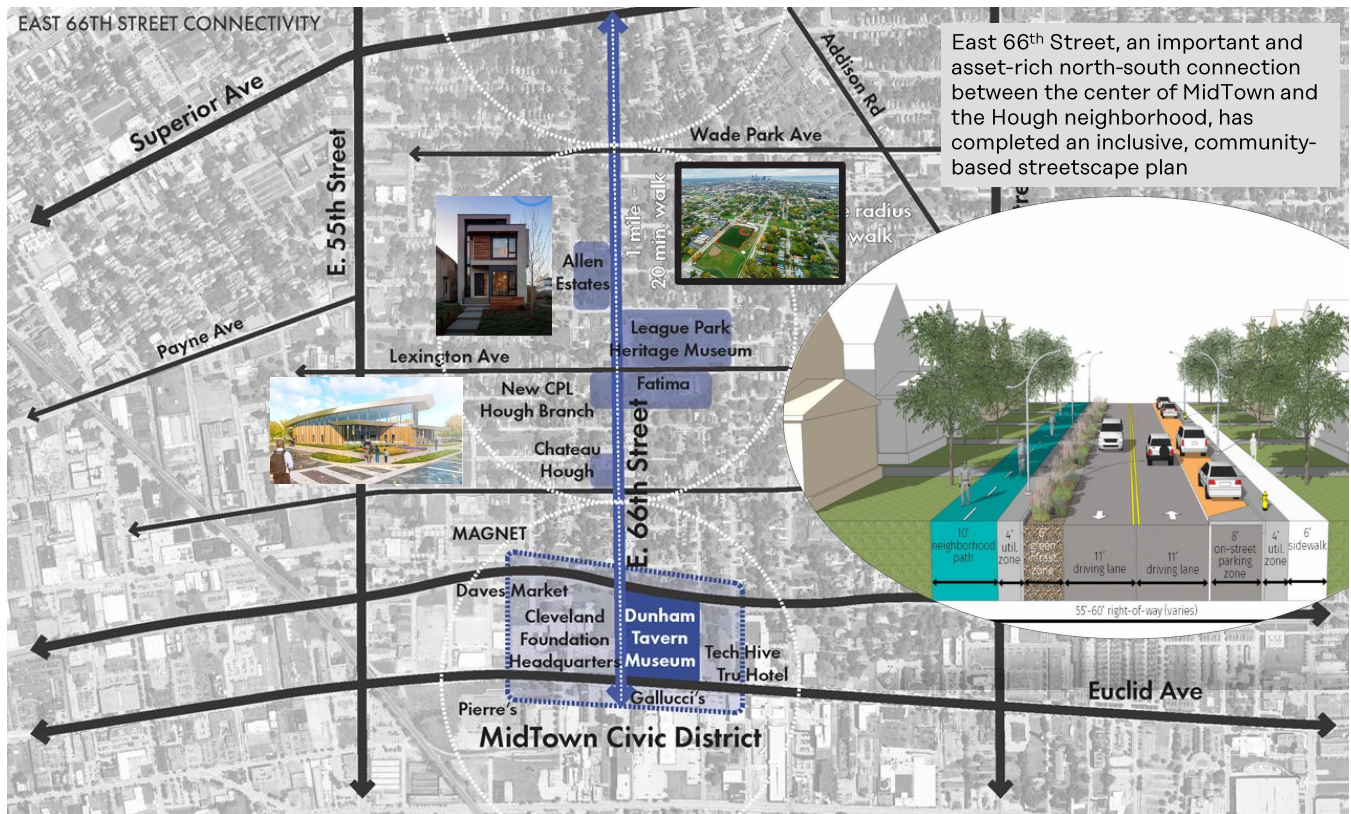 EAST 66TH STREET CONNECTIVITY
East 66th Street, an important and
asset-rich north-south connection
between the center of MidTown and
the Hough neighborhood, has
completed an inclusive, community-
based streetscape plan
Superior Ave
Addison Rd
Wade Park Ave
E. 55th Street
1 mile
20 min. walk
radius
walk
Allen
Estates
League Park
Heritage Museum
Payne Ave
Lexington Ave
New CPL
Hough Branch
Fatima
Chateau
Hough
E. 66th Street
MAGNET
Daves Market
Cleveland
Foundation
Headquarters
Dunham
Tavern
Museum
Tech Hive
Tru Hotel
Gallucci's
Pierre's
MidTown Civic District
Euclid Ave
10'
neighborhood
path
4'
util.
zone
6'
green
infrast.
zone
11'
driving lane
11'
driving lane
8'
on-street
parking
zone
4'
util.
zone
6'
sidewalk
55'-60' right-of-way (varies)